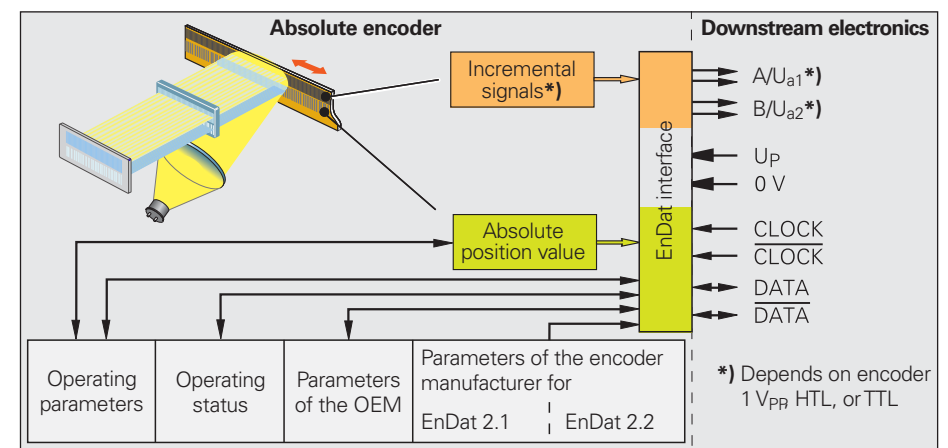 Absolute encoder
Downstream electronics
Incremental
signals*)
A/Ua1*)
B/Ua2*)
UP
0 V
EnDat interface
Absolute
position value
CLOCK
CLOCK
DATA
DATA
Operating
parameters
Operating
status
Parameters
of the OEM
Parameters of the encoder
manufacturer for
EnDat 2.1
EnDat 2.2
*) Depends on encoder
1 VPP, HTL, or TTL